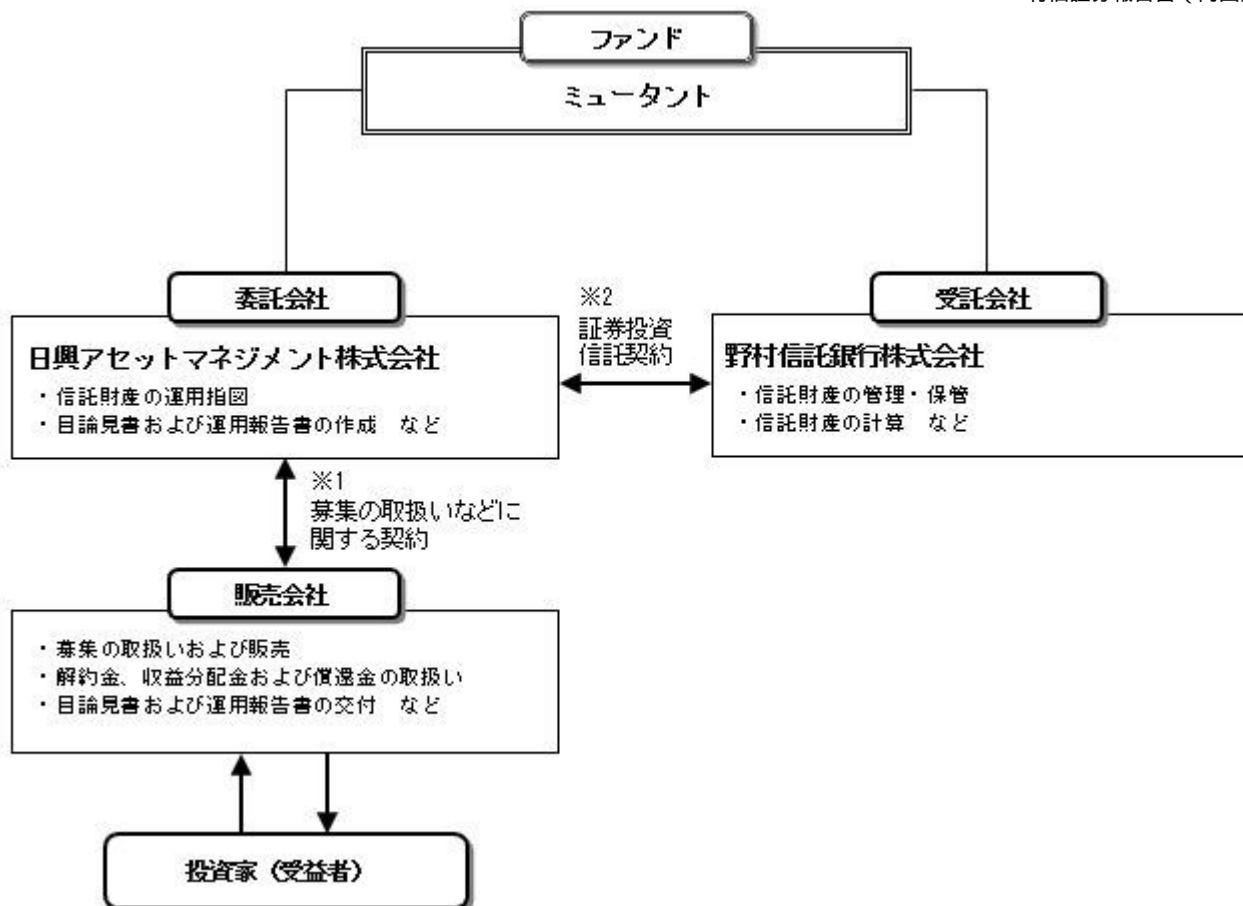 ファンド
ミュータント
委託会社
日興アセットマネジメント株式会社
・信託財産の運用指図
・目論見書および運用報告書の作成　など
※2
証券投資
信託契約
受託会社
野村信託銀行株式会社
・信託財産の管理・保管
・信託財産の計算　など
※1
募集の取扱いなどに
関する契約
販売会社
・募集の取扱いおよび販売
・解約金、収益分配金および償還金の取扱い
・目論見書および運用報告書の交付　など
投資家（受益者）